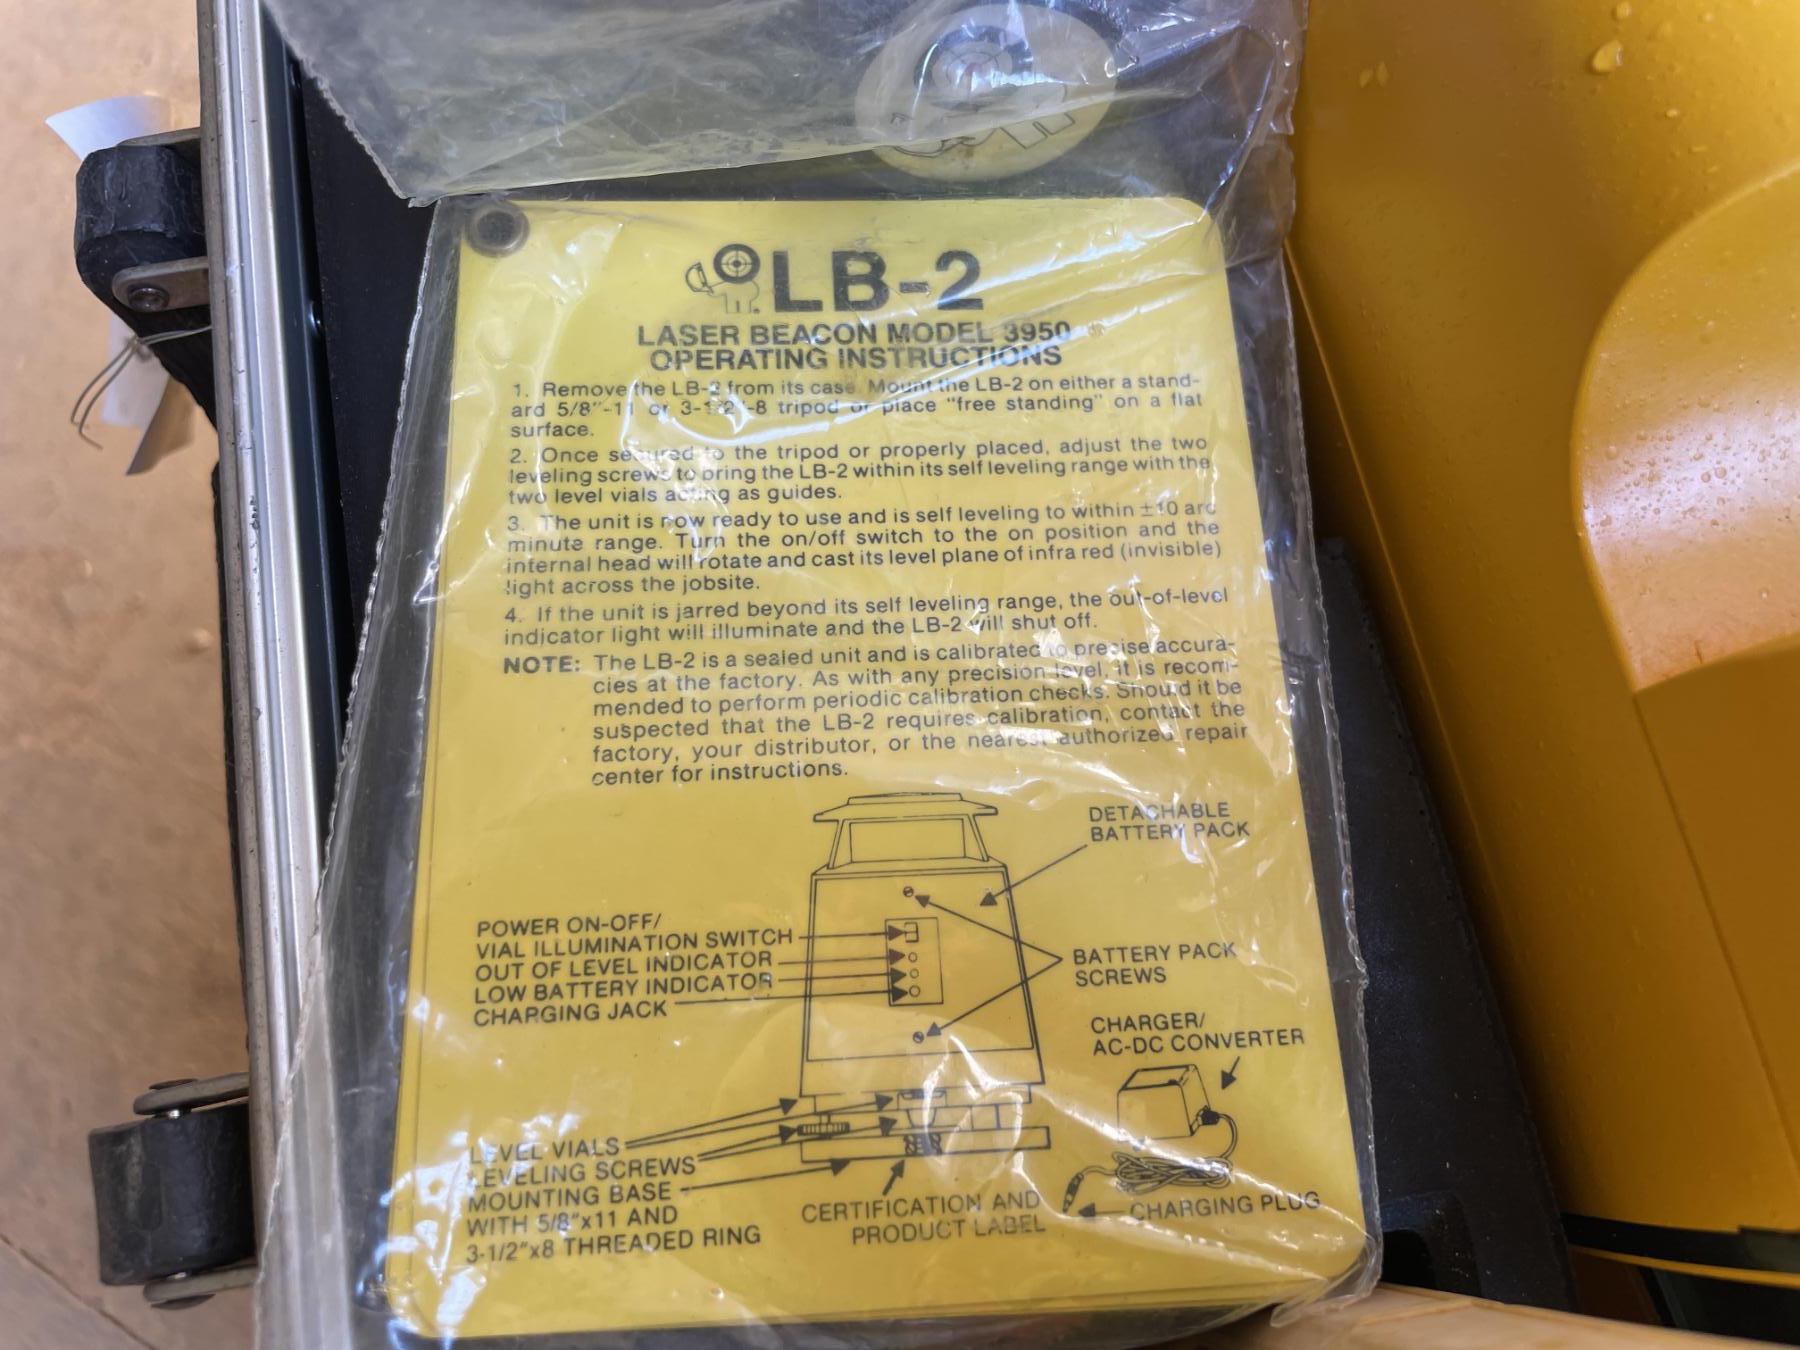 LB-2
LASER BEACON MODEL 3950
OPERATING INSTRUCTIONS
1. Remove the LB-2 from its case. Mount the LB-2 on either a stand-
ard 5/8"-11 or 3-1/2"-8 tripod or place "free standing" on a flat
surface.
2. Once secured to the tripod or properly placed, adjust the two
leveling screws to bring the LB-2 within its self leveling range with the
two level vials acting as guides.
3. The unit is now ready to use and is self leveling to within ±10 arc
minute range. Turn the on/off switch to the on position and the
internal head will rotate and cast its level plane of infra red (invisible)
light across the jobsite.
4. If the unit is jarred beyond its self leveling range, the out-of-level
indicator light will illuminate and the LB-2 will shut off.
NOTE: The LB-2 is a sealed unit and is calibrated to precise accura-
cies at the factory. As with any precision level, it is recom-
mended to perform periodic calibration checks. Should it be
suspected that the LB-2 requires calibration, contact the
factory, your distributor, or the nearest authorized repair
center for instructions.
DETACHABLE
BATTERY PACK
POWER ON-OFF/
VIAL ILLUMINATION SWITCH
OUT OF LEVEL INDICATOR
LOW BATTERY INDICATOR
CHARGING JACK
BATTERY PACK
SCREWS
CHARGER/
AC-DC CONVERTER
LEVEL VIALS
LEVELING SCREWS
MOUNTING BASE
WITH 5/8"x11 AND
3-1/2"x8 THREADED RING
CERTIFICATION AND
PRODUCT LABEL
CHARGING PLUG